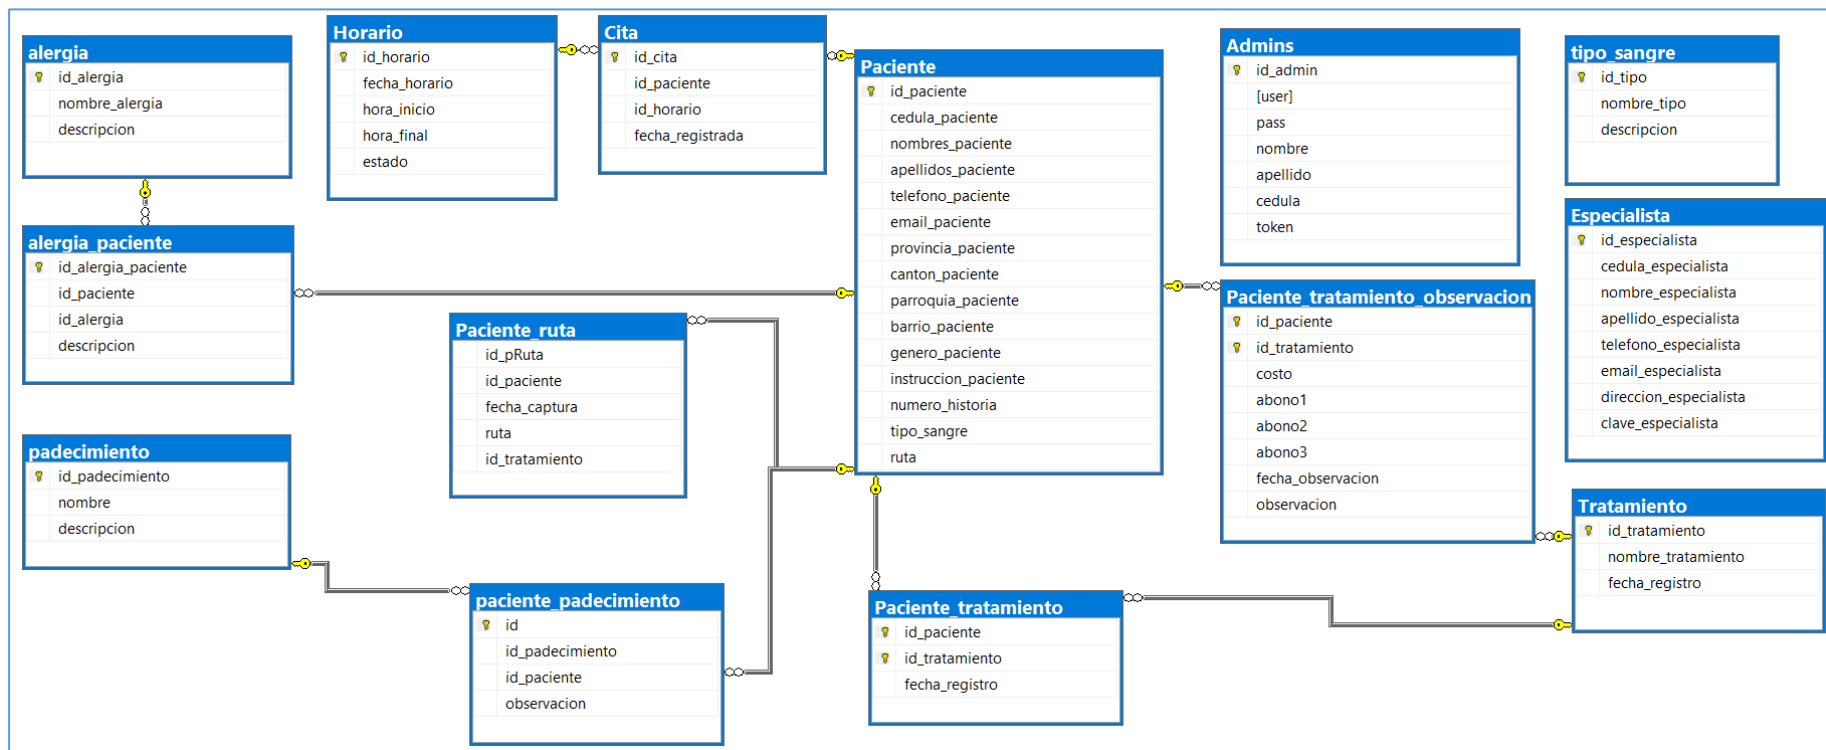 alergia
id_alergia
nombre_alergia
descripcion
Horario
id_horario
fecha_horario
hora_inicio
hora_final
estado
Cita
id_cita
id_paciente
id_horario
fecha_registrada
Paciente
id_paciente
cedula_paciente
nombres_paciente
apellidos_paciente
telefono_paciente
email_paciente
provincia_paciente
canton_paciente
parroquia_paciente
barrio_paciente
genero_paciente
instruccion_paciente
numero_historia
tipo_sangre
ruta
Admins
id_admin
[user]
pass
nombre
apellido
cedula
token
tipo_sangre
id_tipo
nombre_tipo
descripcion
Especialista
id_especialista
cedula_especialista
nombre_especialista
apellido_especialista
telefono_especialista
email_especialista
direccion_especialista
clave_especialista
alergia_paciente
id_alergia_paciente
id_paciente
id_alergia
descripcion
Paciente_ruta
id_pRuta
id_paciente
fecha_captura
ruta
id_tratamiento
Paciente_tratamiento_observacion
id_paciente
id_tratamiento
costo
abono1
abono2
abono3
fecha_observacion
observacion
padecimiento
id_padecimiento
nombre
descripcion
paciente_padecimiento
id
id_padecimiento
id_paciente
observacion
Paciente_tratamiento
id_paciente
id_tratamiento
fecha_registro
Tratamiento
id_tratamiento
nombre_tratamiento
fecha_registro